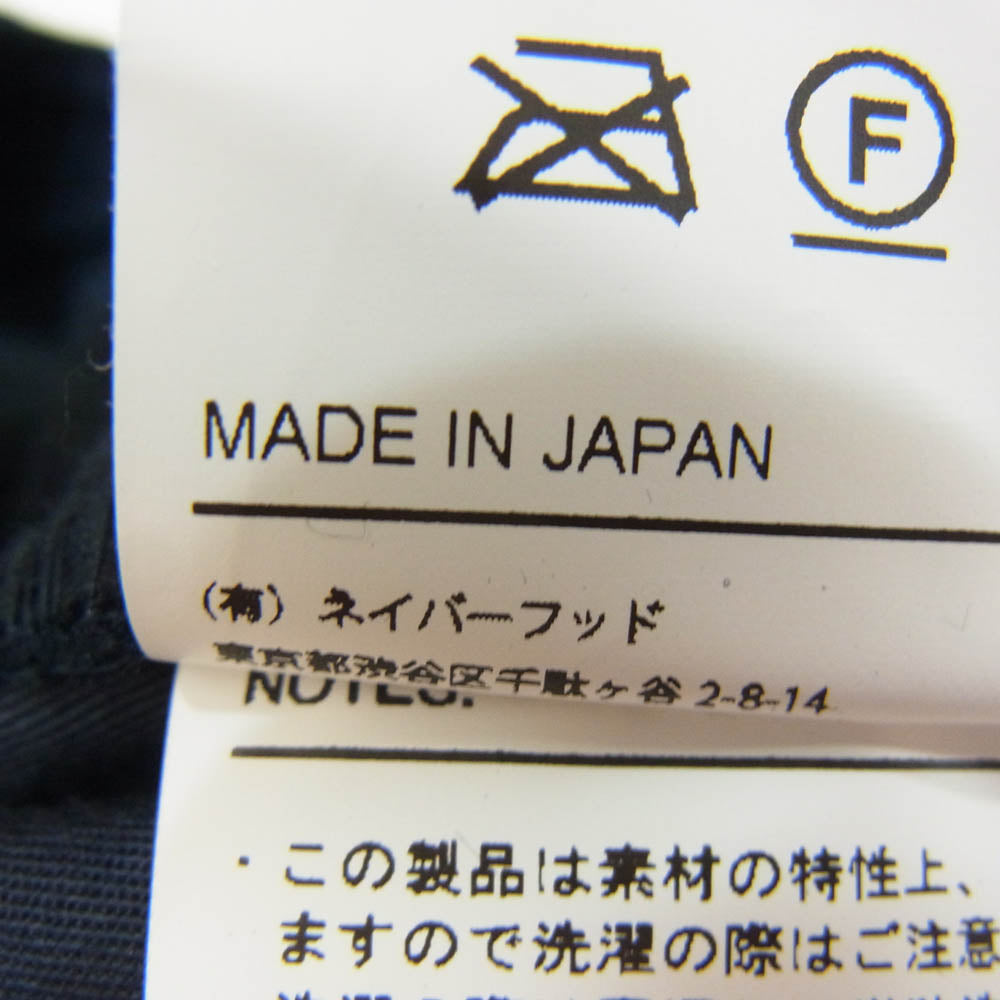 F
MADE IN JAPAN
(有) ネイバーフッド
東京都渋谷区千駄ヶ谷 2-8-14
NOTES:
・この製品は素材の特性上、
ますので洗濯の際はご注意